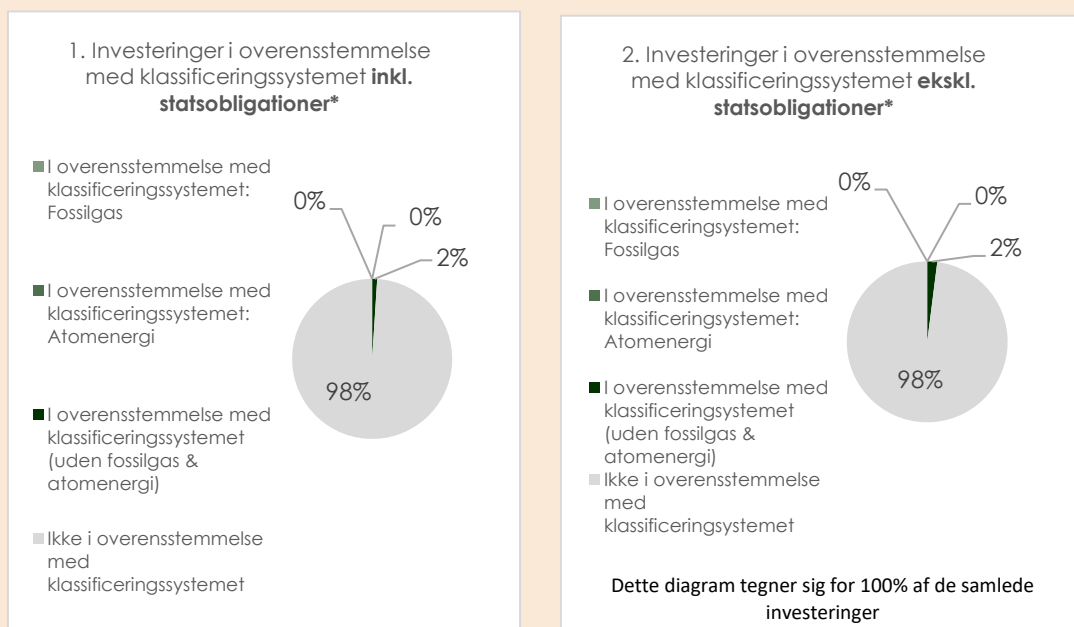 1. Investeringer i overensstemmelse
med klassificeringssystemet inkl.
statsobligationer*
I overensstemmelse med
klassificeringssystemet:
Fossilgas
I overensstemmelse med
klassificeringssystemet:
Atomenergi
I overensstemmelse med
klassificeringssystemet
(uden fossilgas &
atomenergi)
Ikke i overensstemmelse
med
klassificeringsystemet
0%
0%
2%
98%
2. Investeringer i overensstemmelse
med klassificeringssystemet ekskl.
statsobligationer*
I overensstemmelse med
klassificeringsystemet:
Fossilgas
I overensstemmelse med
klassificeringssystemet:
Atomenergi
I overensstemmelse med
klassificeringssystemet
(uden fossilgas &
atomenergi)
Ikke i overensstemmelse
med
klassificeringsystemet
0%
0%
2%
98%
Dette diagram tegner sig for 100% af de samlede
investeringer